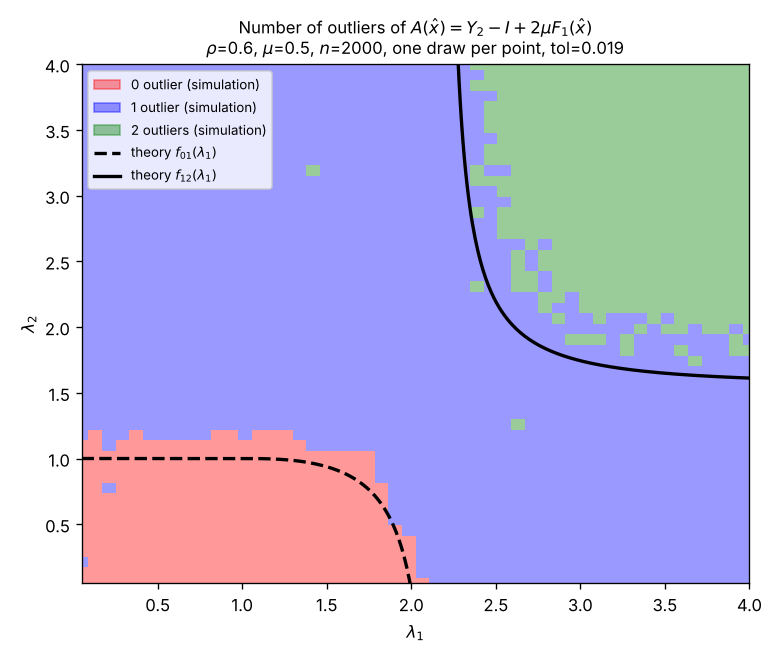 Number of outliers of A(x̂) = Y₂ − I + 2μF₁(x̂)
ρ=0.6, μ=0.5, n=2000, one draw per point, tol=0.019
0 outlier (simulation)
1 outlier (simulation)
2 outliers (simulation)
theory f₀₁(λ₁)
theory f₁₂(λ₁)
4.0
3.5
3.0
2.5
2.0
1.5
1.0
0.5
λ₂
0.5 1.0 1.5 2.0 2.5 3.0 3.5 4.0
λ₁